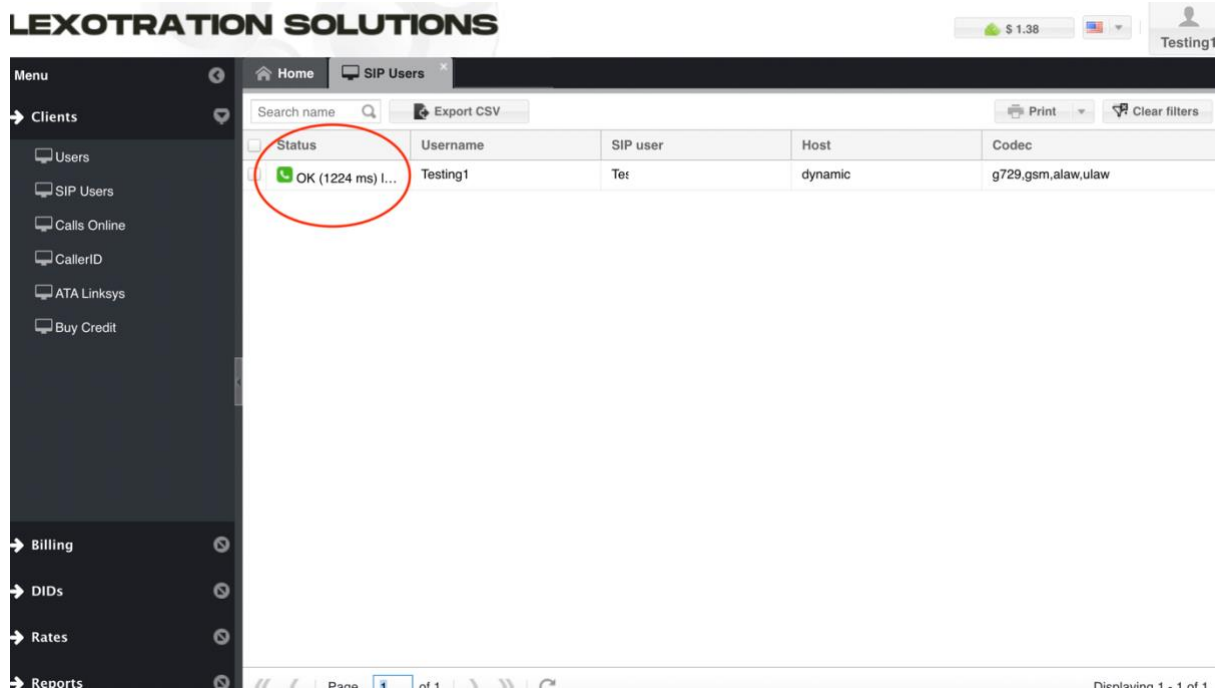 LEXOTRATION SOLUTIONS
$ 1.38
Testing1
Menu
Home
SIP Users
Clients
Search name
Export CSV
Print
Clear filters
Status
Username
SIP user
Host
Codec
OK (1224 ms) I...
Testing1
Tes
dynamic
g729,gsm,alaw,ulaw
Users
SIP Users
Calls Online
CallerID
ATA Linksys
Buy Credit
Billing
DIDs
Rates
Reports
Page 1 of 1
Displaying 1 - 1 of 1